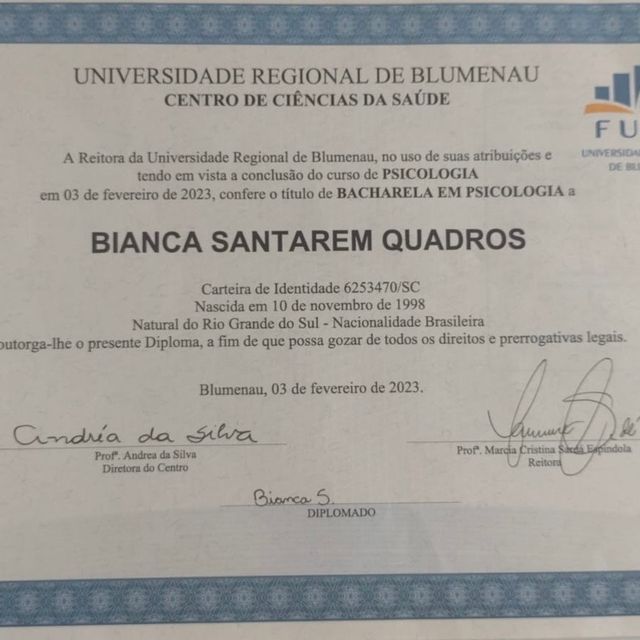 UNIVERSIDADE REGIONAL DE BLUMENAU
CENTRO DE CIÊNCIAS DA SAÚDE
FU
UNIVERSIDA
DE BL
A Reitora da Universidade Regional de Blumenau, no uso de suas atribuições e
tendo em vista a conclusão do curso de PSICOLOGIA
em 03 de fevereiro de 2023, confere o título de BACHARELA EM PSICOLOGIA a
BIANCA SANTAREM QUADROS
Carteira de Identidade 6253470/SC
Nascida em 10 de novembro de 1998
Natural do Rio Grande do Sul - Nacionalidade Brasileira
outorga-lhe o presente Diploma, a fim de que possa gozar de todos os direitos e prerrogativas legais.
Blumenau, 03 de fevereiro de 2023.
Andréa da Silva
Profª. Andrea da Silva
Diretora do Centro
Profª. Marcia Cristina Sardá Espindola
Reitora
Bianca S.
DIPLOMADO